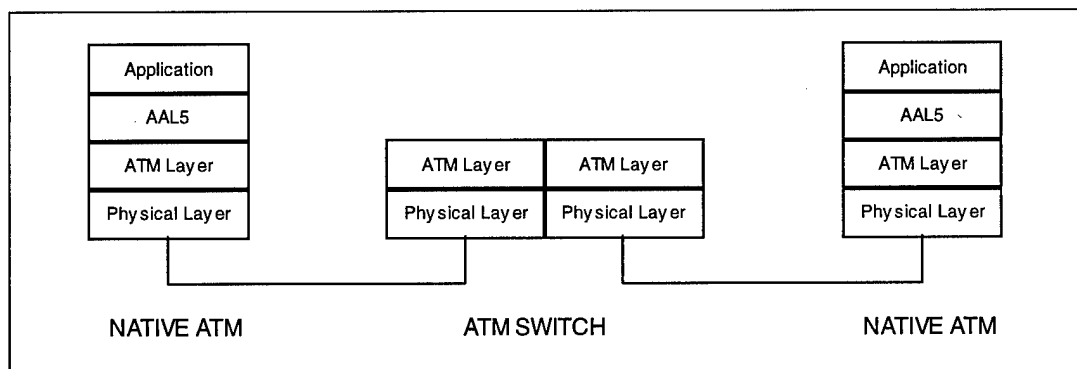 Application
AAL5
ATM Layer
Physical Layer
ATM Layer
ATM Layer
Physical Layer
Physical Layer
Application
AAL5
ATM Layer
Physical Layer
NATIVE ATM
ATM SWITCH
NATIVE ATM